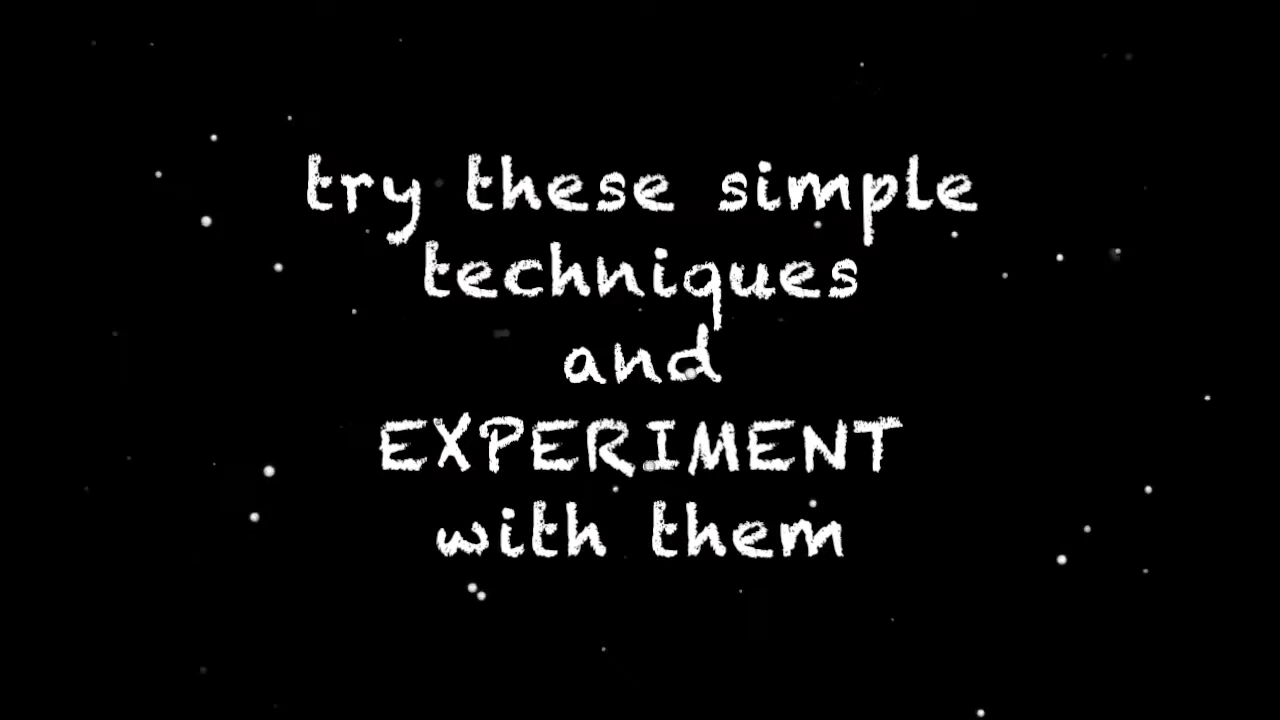 try these simple
techniques
and
EXPERIMENT
with them